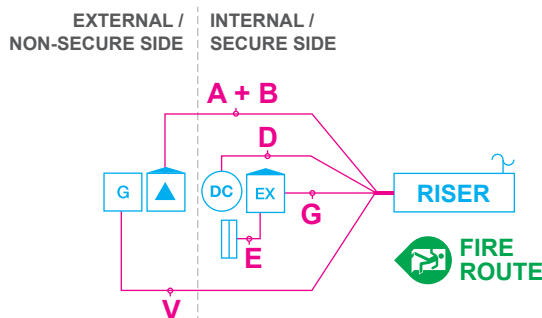 EXTERNAL /
NON-SECURE SIDE
INTERNAL /
SECURE SIDE
A + B
D
G
DC
EX
G
RISER
E
FIRE
ROUTE
V